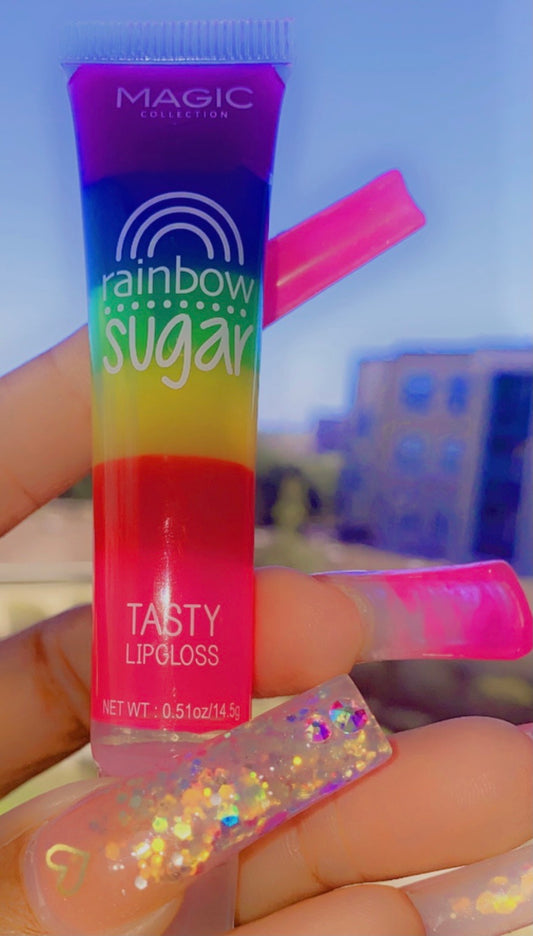 MAGIC
COLLECTION
rainbow
sugar
TASTY
LIPGLOSS
NET WT : 0.51oz/14.5g